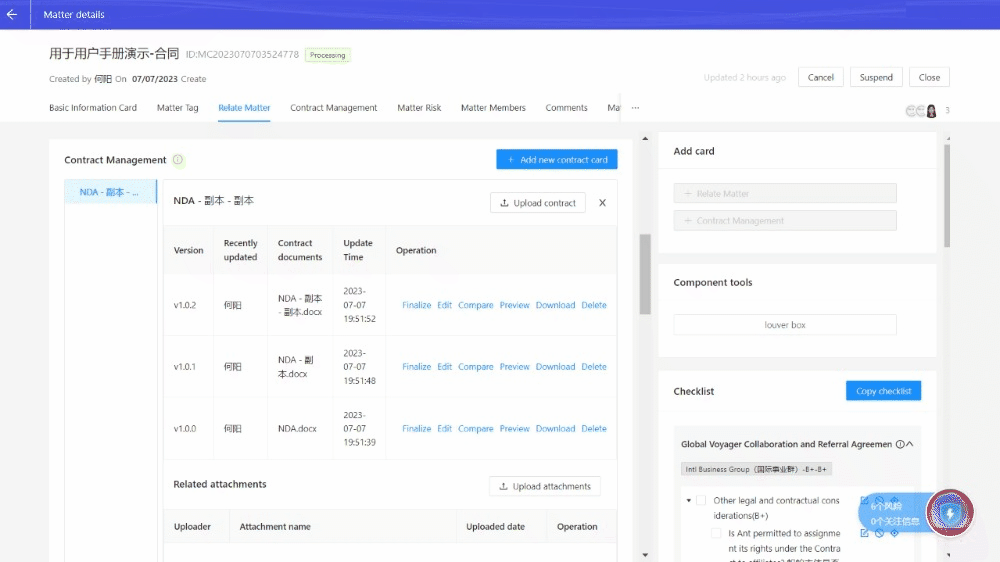 Matter details
用于用户手册演示-合同 ID:MC2023070703524778 Processing
Created by 何阳 On 07/07/2023 Create
Updated 2 hours ago Cancel Suspend Close
Basic Information Card Matter Tag Relate Matter Contract Management Matter Risk Matter Members Comments Ma ...
3
Contract Management
+ Add new contract card
NDA - 副本 - ...
NDA - 副本 - 副本
Upload contract X
Version Recently updated Contract documents Update Time Operation
v1.0.2 何阳 NDA - 副本 - 副本.docx 2023-07-07 19:51:52 Finalize Edit Compare Preview Download Delete
v1.0.1 何阳 NDA - 副本.docx 2023-07-07 19:51:48 Finalize Edit Compare Preview Download Delete
v1.0.0 何阳 NDA.docx 2023-07-07 19:51:39 Finalize Edit Compare Preview Download Delete
Related attachments
Upload attachments
Uploader Attachment name Uploaded date Operation
Add card
+ Relate Matter
+ Contract Management
Component tools
louver box
Checklist
Copy checklist
Global Voyager Collaboration and Referral Agreemen
Intl Business Group（国际事业群）-B+-B+
Other legal and contractual cons
iderations(B+)
Is Ant permitted to assignme
nt its rights under the Contra
6个风险
0个关注信息